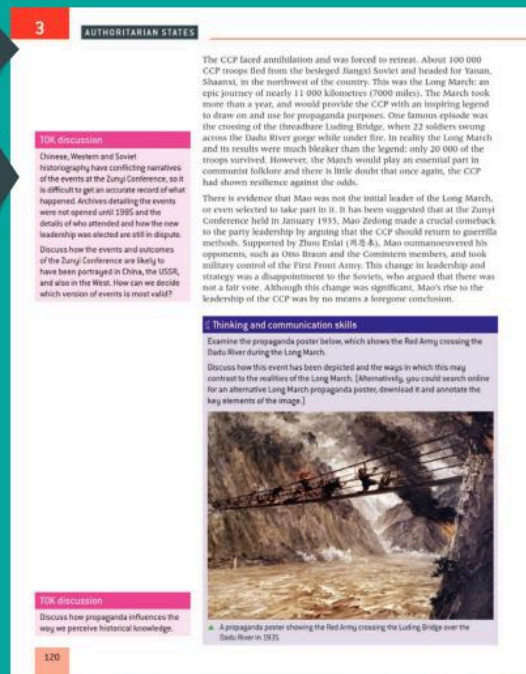 3
AUTHORITARIAN STATES
The CCP faced annihilation and was forced to retreat. About 100 000
CCP troops fled from the besieged Jiangxi Soviet and headed for Yanan,
Shaanxi, in the northwest of the country. This was the Long March: an
epic journey of nearly 11 000 kilometres (7000 miles). The March took
more than a year, and would provide the CCP with an inspiring legend
to draw on and use for propaganda purposes. One famous episode was
the crossing of the threadbare Luding Bridge, when 22 soldiers swung
across the Dadu River gorge while under fire. In reality the Long March
and its results were much bleaker than the legend: only 20 000 of the
troops survived. However, the March would play an essential part in
communist folklore and there is little doubt that once again, the CCP
had shown resilience against the odds.
There is evidence that Mao was not the initial leader of the Long March,
or even selected to take part in it. It has been suggested that at the Zunyi
Conference held in January 1935, Mao Zedong made a crucial comeback
to the party leadership by arguing that the CCP should return to guerrilla
methods. Supported by Zhou Enlai (周恩来), Mao outmanoeuvered his
opponents, such as Otto Braun and the Comintern members, and took
military control of the First Front Army. This change in leadership and
strategy was a disappointment to the Soviets, who argued that there was
not a fair vote. Although this change was significant, Mao's rise to the
leadership of the CCP was by no means a foregone conclusion.
TOK discussion
Chinese, Western and Soviet
historiography have conflicting narratives
of the events at the Zunyi Conference, so it
is difficult to get an accurate record of what
happened. Archives detailing the events
were not opened until 1985 and the
details of who attended and how the new
leadership was elected are still in dispute.
Discuss how the events and outcomes
of the Zunyi Conference are likely to
have been portrayed in China, the USSR,
and also in the West. How can we decide
which version of events is most valid?
Thinking and communication skills
Examine the propaganda poster below, which shows the Red Army crossing the
Dadu River during the Long March.
Discuss how this event has been depicted and the ways in which this may
contrast to the realities of the Long March. (Alternatively, you could search online
for an alternative Long March propaganda poster, download it and annotate the
key elements of the image.)
▲ A propaganda poster showing the Red Army crossing the Luding Bridge over the
Dadu River in 1935
TOK discussion
Discuss how propaganda influences the
way we perceive historical knowledge.
120